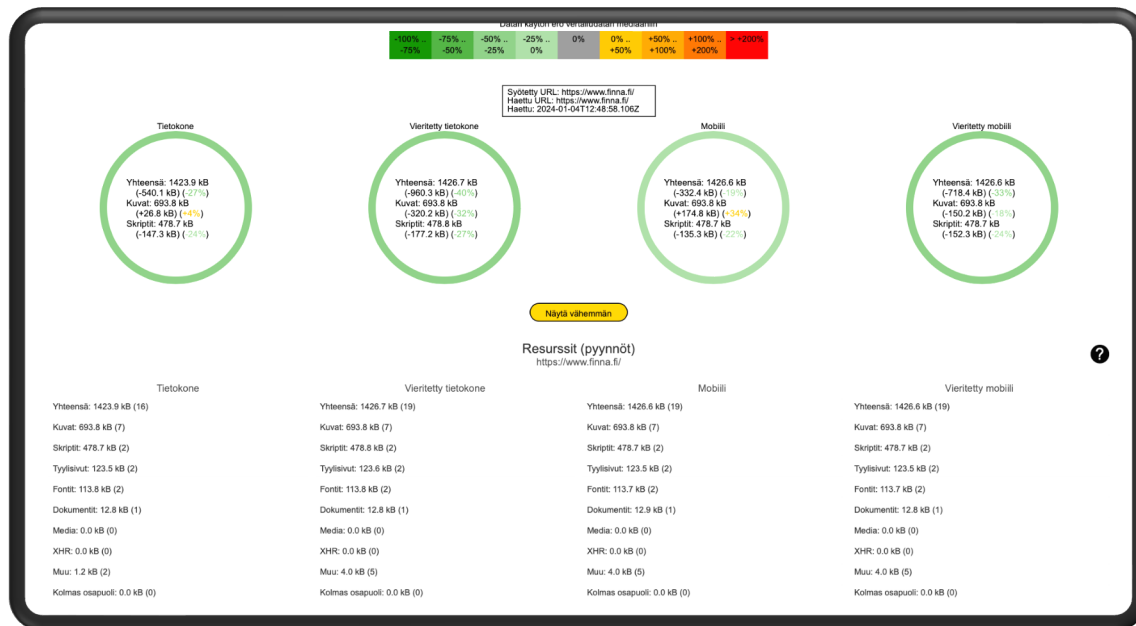 Datan käytön ero vertailudatan mediaaniin
-100% .. -75% .. -50% .. -25% .. 0% 0% .. +50% .. +100% .. > +200%
-75% -50% -25% 0% +50% +100% +200%
Syötetty URL: https://www.finna.fi/
Haettu URL: https://www.finna.fi/
Haettu: 2024-01-04T12:48:58.106Z
Tietokone
Yhteensä: 1423.9 kB
(-540.1 kB) (-27%)
Kuvat: 693.8 kB
(+26.8 kB) (+4%)
Skriptit: 478.7 kB
(-147.3 kB) (-24%)
Vieritetty tietokone
Yhteensä: 1426.7 kB
(-960.3 kB) (-40%)
Kuvat: 693.8 kB
(-320.2 kB) (-32%)
Skriptit: 478.8 kB
(-177.2 kB) (-27%)
Mobiili
Yhteensä: 1426.6 kB
(-332.4 kB) (-19%)
Kuvat: 693.8 kB
(+174.8 kB) (+34%)
Skriptit: 478.7 kB
(-135.3 kB) (-22%)
Vieritetty mobiili
Yhteensä: 1426.6 kB
(-718.4 kB) (-33%)
Kuvat: 693.8 kB
(-150.2 kB) (-18%)
Skriptit: 478.7 kB
(-152.3 kB) (-24%)
Näytä vähemmän
Resurssit (pyynnöt)
https://www.finna.fi/
?
Tietokone
Yhteensä: 1423.9 kB (16)
Kuvat: 693.8 kB (7)
Skriptit: 478.7 kB (2)
Tyylisivut: 123.5 kB (2)
Fontit: 113.8 kB (2)
Dokumentit: 12.8 kB (1)
Media: 0.0 kB (0)
XHR: 0.0 kB (0)
Muu: 1.2 kB (2)
Kolmas osapuoli: 0.0 kB (0)
Vieritetty tietokone
Yhteensä: 1426.7 kB (19)
Kuvat: 693.8 kB (7)
Skriptit: 478.8 kB (2)
Tyylisivut: 123.6 kB (2)
Fontit: 113.8 kB (2)
Dokumentit: 12.8 kB (1)
Media: 0.0 kB (0)
XHR: 0.0 kB (0)
Muu: 4.0 kB (5)
Kolmas osapuoli: 0.0 kB (0)
Mobiili
Yhteensä: 1426.6 kB (19)
Kuvat: 693.8 kB (7)
Skriptit: 478.7 kB (2)
Tyylisivut: 123.5 kB (2)
Fontit: 113.7 kB (2)
Dokumentit: 12.9 kB (1)
Media: 0.0 kB (0)
XHR: 0.0 kB (0)
Muu: 4.0 kB (5)
Kolmas osapuoli: 0.0 kB (0)
Vieritetty mobiili
Yhteensä: 1426.6 kB (19)
Kuvat: 693.8 kB (7)
Skriptit: 478.7 kB (2)
Tyylisivut: 123.5 kB (2)
Fontit: 113.7 kB (2)
Dokumentit: 12.8 kB (1)
Media: 0.0 kB (0)
XHR: 0.0 kB (0)
Muu: 4.0 kB (5)
Kolmas osapuoli: 0.0 kB (0)